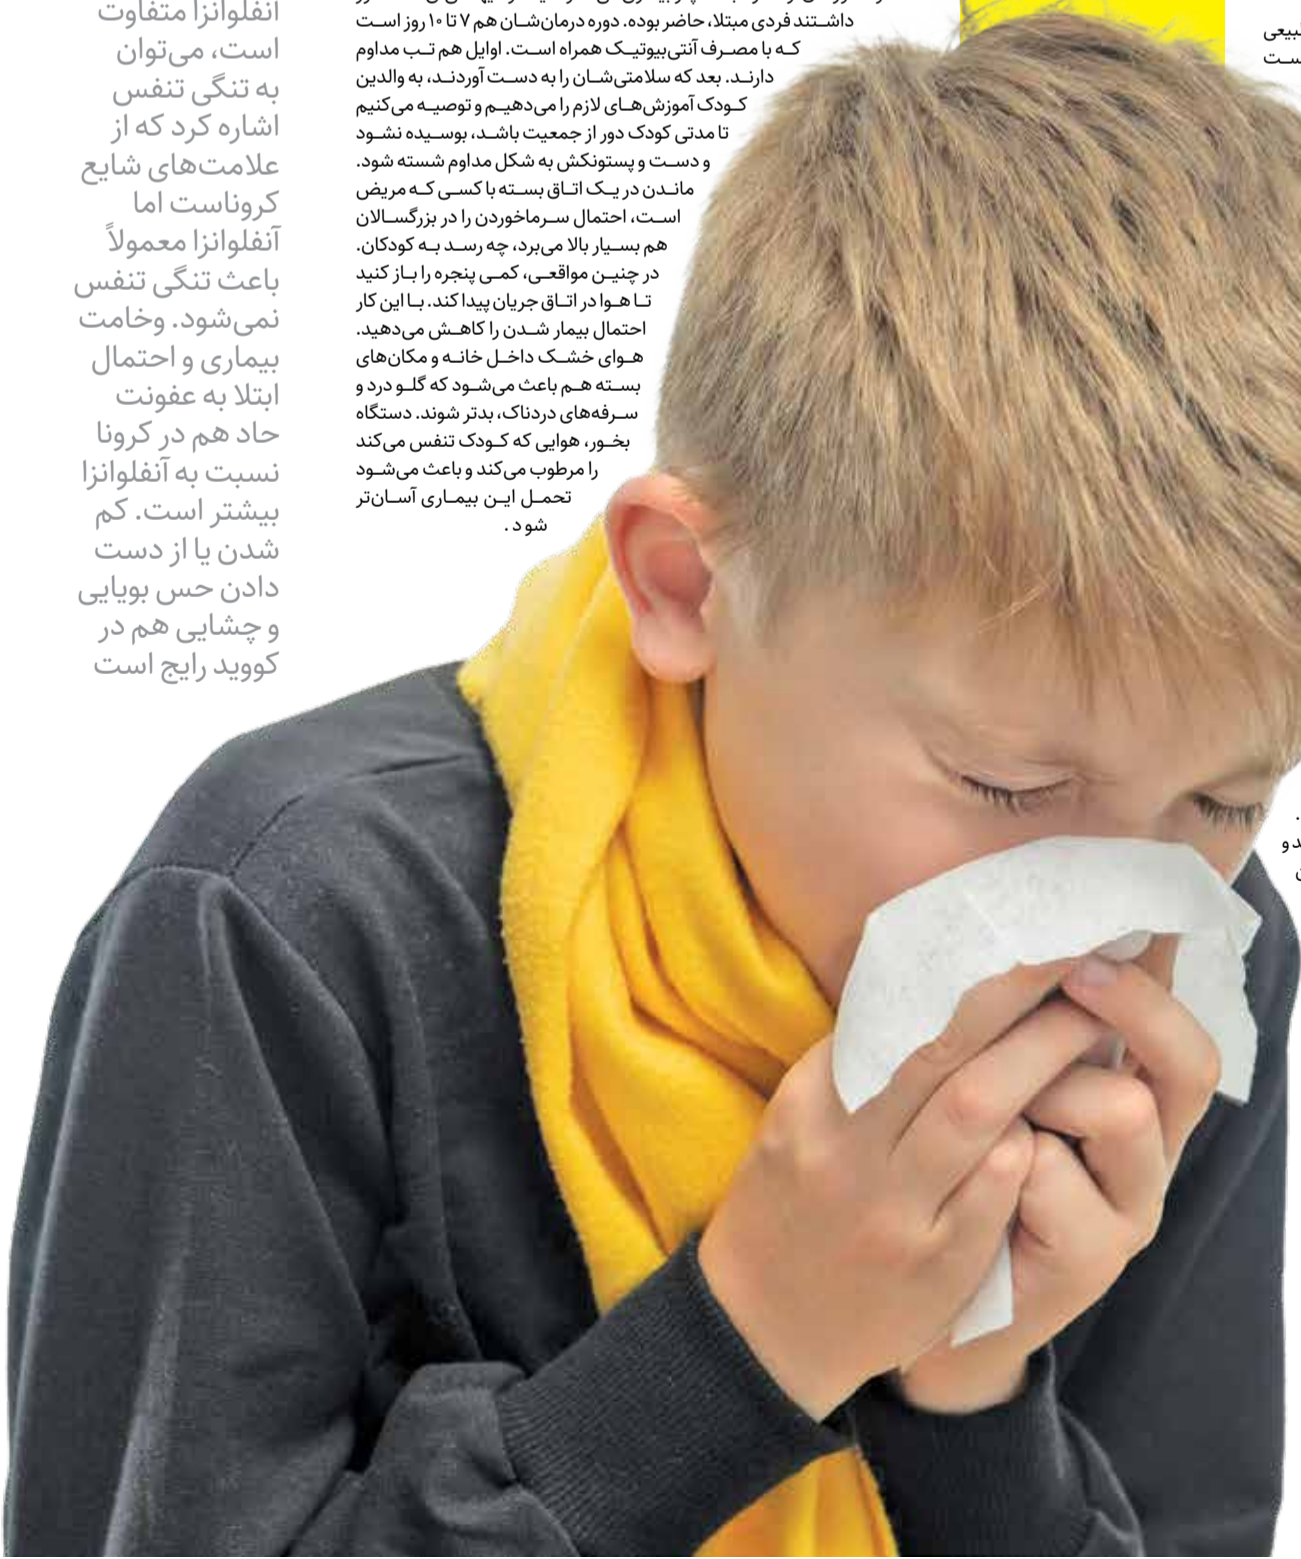 داشتند فردی مبتلا، حاضر بوده. دوره درمان‌شان هم ۷ تا ۱۰ روز است
که با مصرف آنتی‌بیوتیک همراه است. اوایل هم تب مداوم
دارند. بعد که سلامتی‌شان را به دست آوردند، به والدین
کودک آموزش‌های لازم را می‌دهیم و توصیه می‌کنیم
تا مدتی کودک دور از جمعیت باشد، بوسیده نشود
و دست و پستونکش به شکل مداوم شسته شود.
ماندن در یک اتاق بسته با کسی که مریض
است، احتمال سرماخوردن را در بزرگسالان
هم بسیار بالا می‌برد، چه رسد به کودکان.
در چنین مواقعی، کمی پنجره را باز کنید
تا هوا در اتاق جریان پیدا کند. با این کار
احتمال بیمار شدن را کاهش می‌دهید.
هوای خشک داخل خانه و مکان‌های
بسته هم باعث می‌شود که گلو درد و
سرفه‌های دردناک، بدتر شوند. دستگاه
بخور، هوایی که کودک تنفس می‌کند
را مرطوب می‌کند و باعث می‌شود
تحمل این بیماری آسان‌تر
شود.
آنفلوانزا متفاوت
است، می‌توان
به تنگی تنفس
اشاره کرد که از
علامت‌های شایع
کروناست اما
آنفلوانزا معمولاً
باعث تنگی تنفس
نمی‌شود. وخامت
بیماری و احتمال
ابتلا به عفونت
حاد هم در کرونا
نسبت به آنفلوانزا
بیشتر است. کم
شدن یا از دست
دادن حس بویایی
و چشایی هم در
کووید رایج است